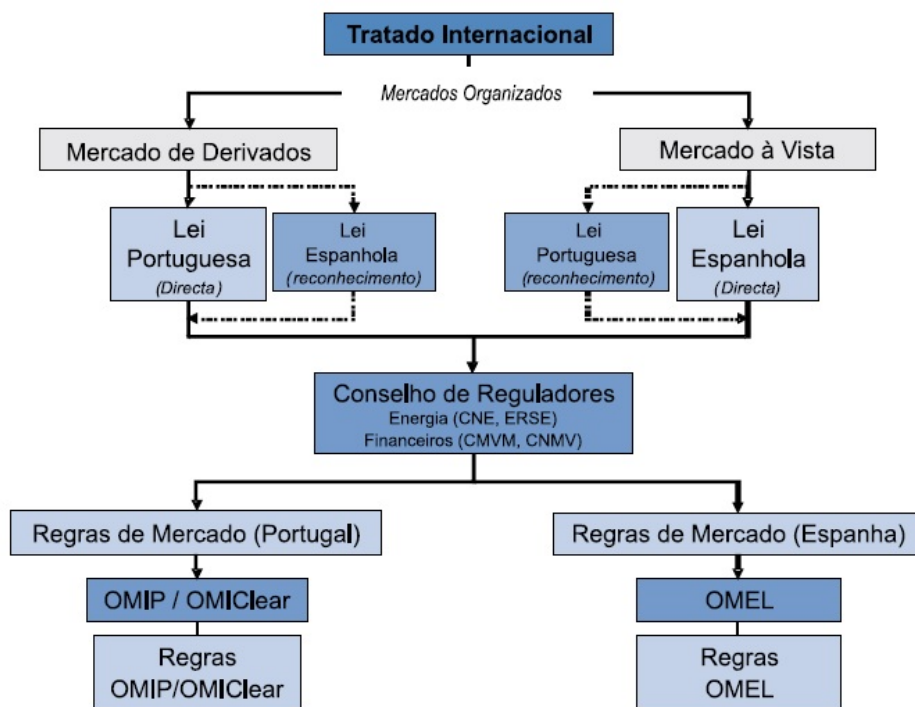 Tratado Internacional
Mercados Organizados
Mercado de Derivados
Mercado à Vista
Lei
Portuguesa
(Directa)
Lei
Espanhola
(reconhecimento)
Lei
Portuguesa
(reconhecimento)
Lei
Espanhola
(Directa)
Conselho de Reguladores
Energia (CNE, ERSE)
Financeiros (CMVM, CNMV)
Regras de Mercado (Portugal)
Regras de Mercado (Espanha)
OMIP / OMIClear
OMEL
Regras
OMIP/OMIClear
Regras
OMEL